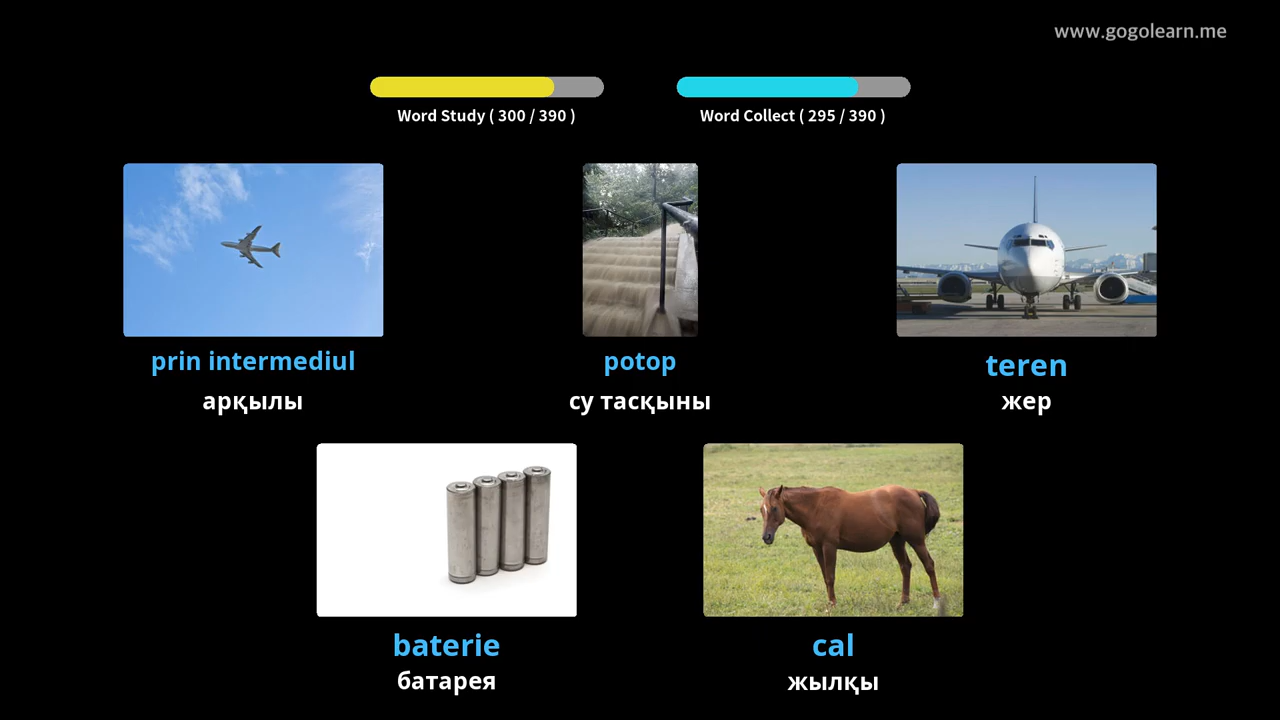 www.gogolearn.me
Word Study ( 300 / 390 )
Word Collect ( 295 / 390 )
prin intermediul
арқылы
potop
су тасқыны
teren
жер
baterie
батарея
cal
жылқы